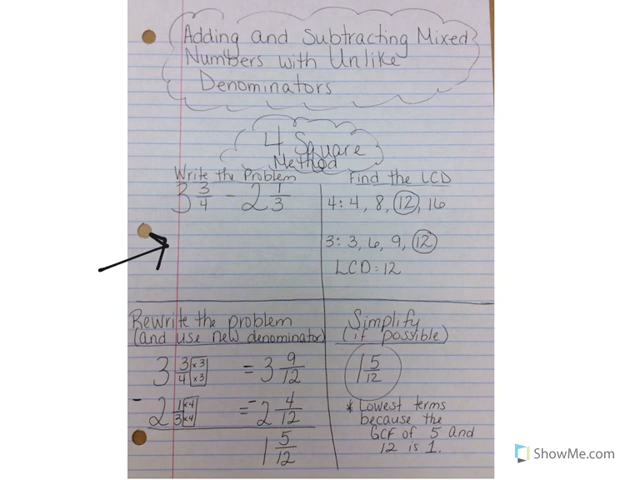 Adding and Subtracting Mixed
Numbers with Unlike
Denominators
4 Square
Method
Write the Problem
3 3/4 - 2 1/3
Find the LCD
4: 4, 8, 12, 16
3: 3, 6, 9, 12
LCD = 12
Rewrite the problem
(and use new denominator)
3 3/4 x3/x3 = 3 9/12
- 2 1/3 x4/x4 = - 2 4/12
1 5/12
Simplify
(if possible)
1 5/12
* Lowest terms
because the
GCF of 5 and
12 is 1.
ShowMe.com